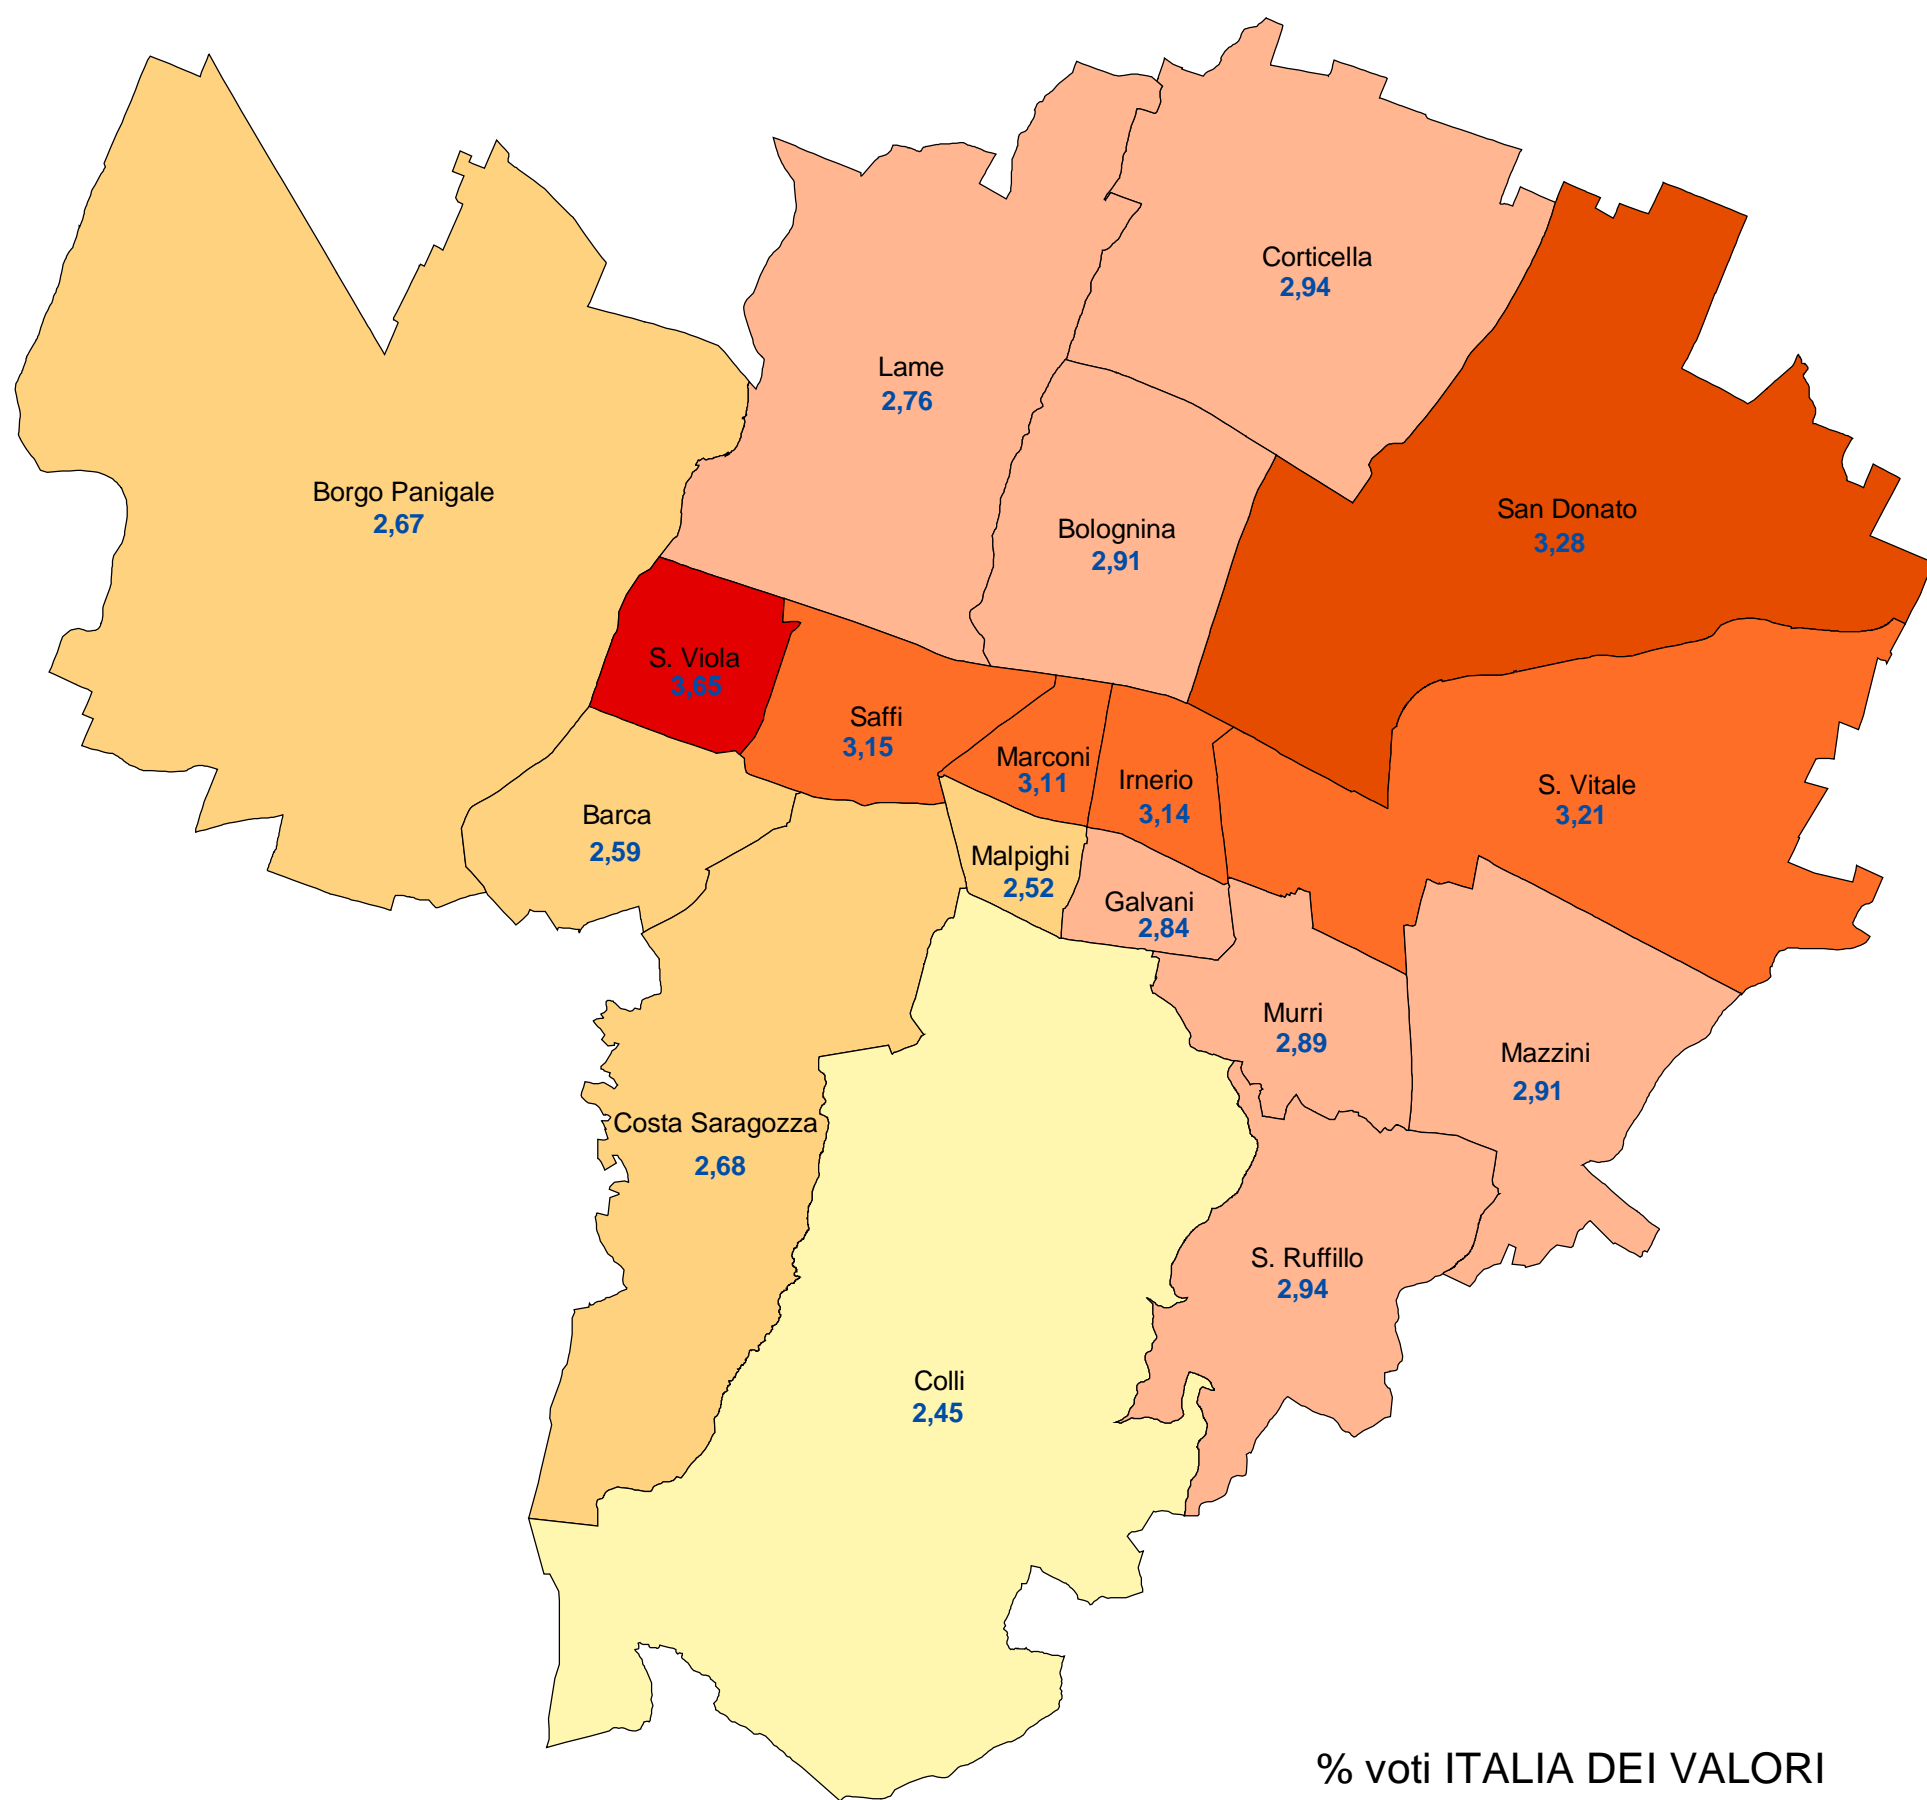 Corticella
2,94
Lame
2,76
Borgo Panigale
2,67
San Donato
3,28
Bolognina
2,91
S. Viola
3,65
Saffi
3,15
Marconi
3,11
Irnerio
3,14
S. Vitale
3,21
Barca
2,59
Malpighi
2,52
Galvani
2,84
Murri
2,89
Mazzini
2,91
Costa Saragozza
2,68
S. Ruffillo
2,94
Colli
2,45
% voti ITALIA DEI VALORI